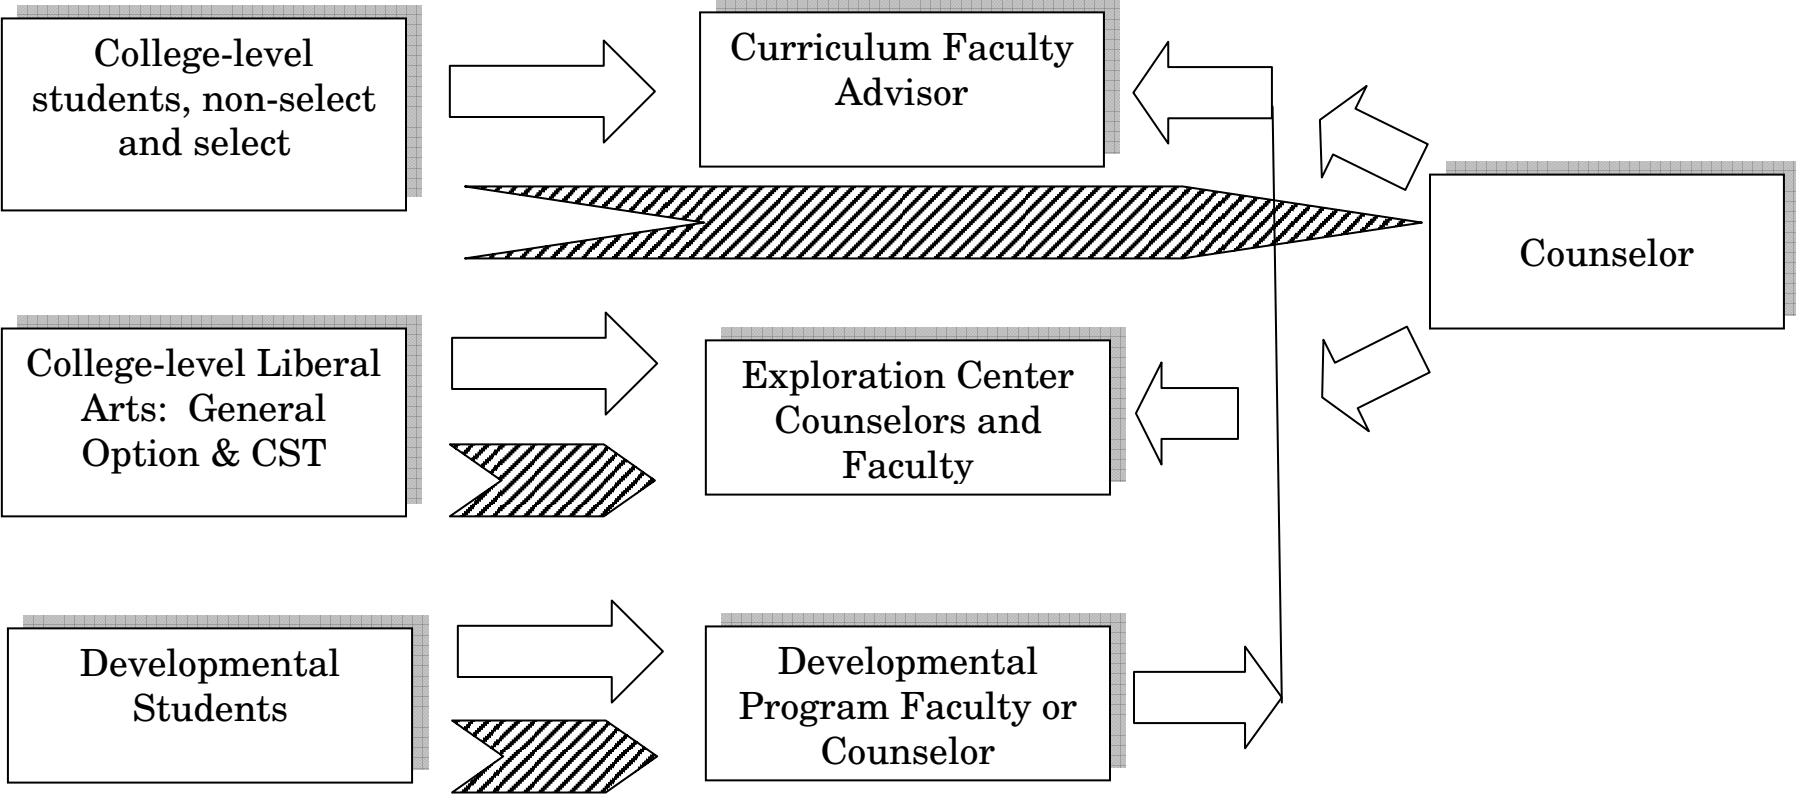 College-level
students, non-select
and select
Curriculum Faculty
Advisor
Counselor
College-level Liberal
Arts:  General
Option & CST
Exploration Center
Counselors and
Faculty
Developmental
Students
Developmental
Program Faculty or
Counselor